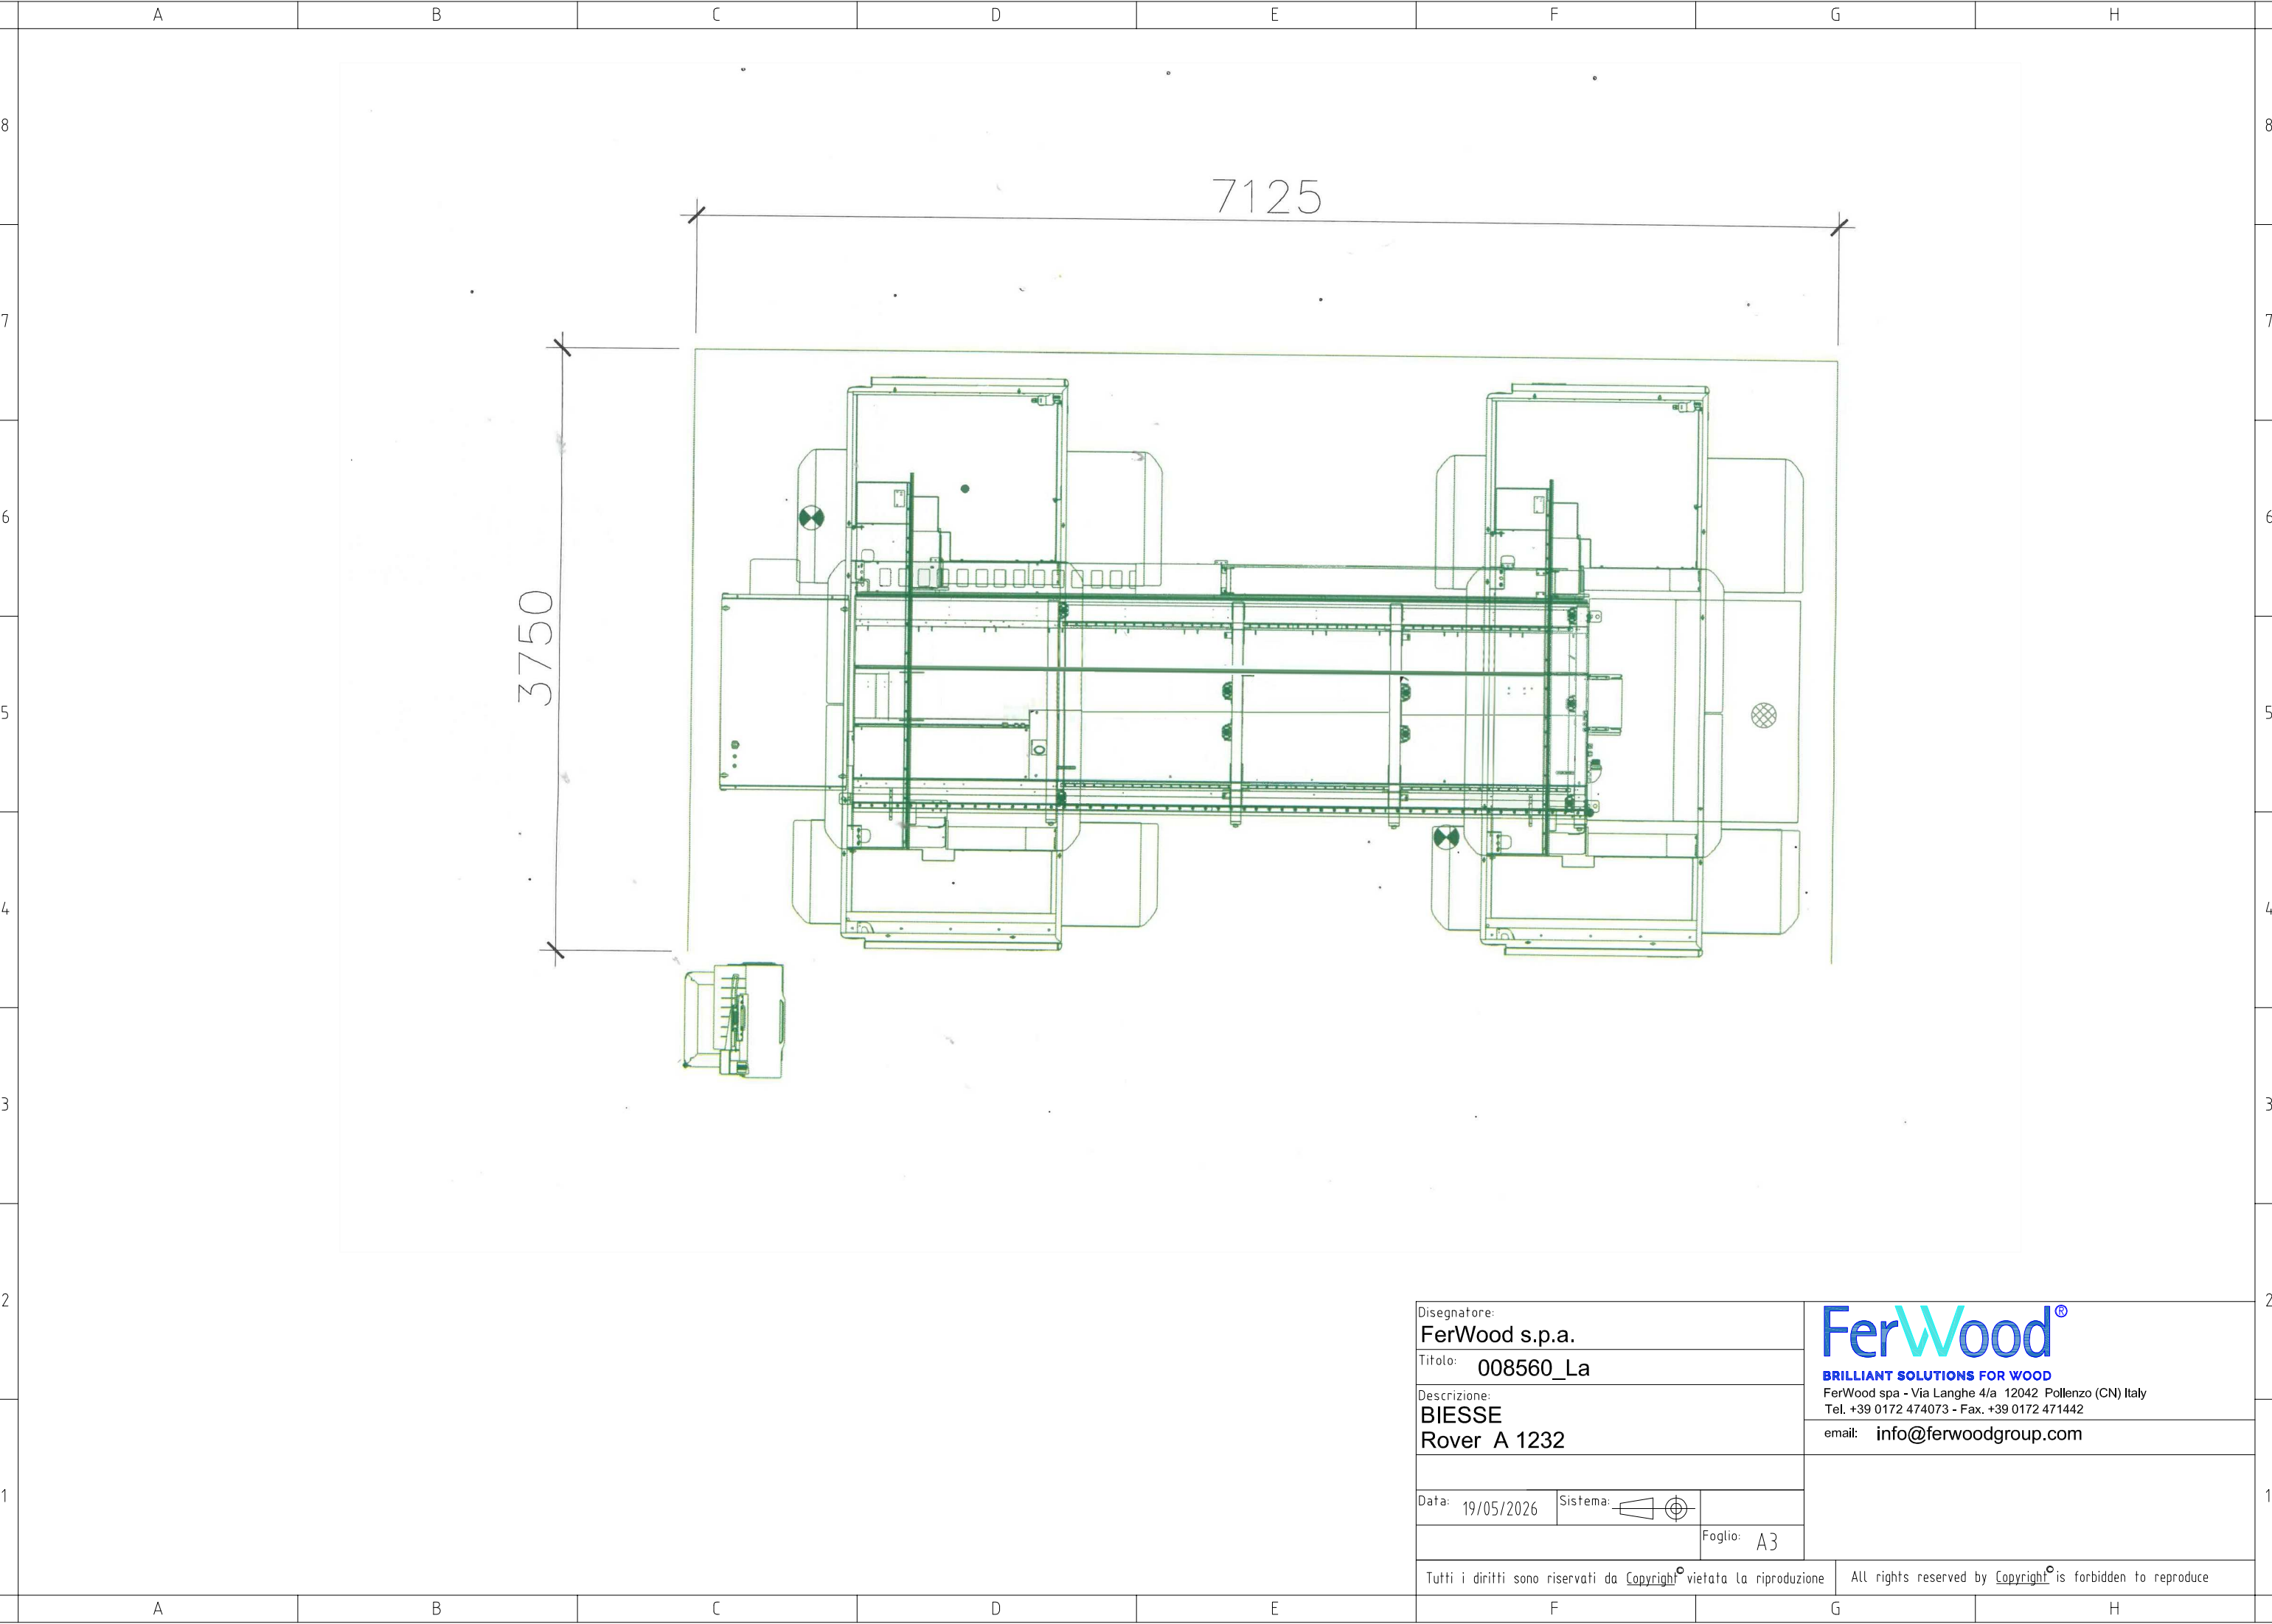 A B C D E F G H
8 8
7125
7 7
6 6
3750
5 5
4 4
3 3
2 2
Disegnatore:
FerWood s.p.a.
Titolo: 008560_La
Descrizione:
BIESSE
Rover A 1232
Data: 19/05/2026 Sistema:
Foglio: A3
FerWood®
BRILLIANT SOLUTIONS FOR WOOD
FerWood spa - Via Langhe 4/a 12042 Pollenzo (CN) Italy
Tel. +39 0172 474073 - Fax. +39 0172 471442
email: info@ferwoodgroup.com
1 1
Tutti i diritti sono riservati da Copyright© vietata la riproduzione
All rights reserved by Copyright© is forbidden to reproduce
A B C D E F G H